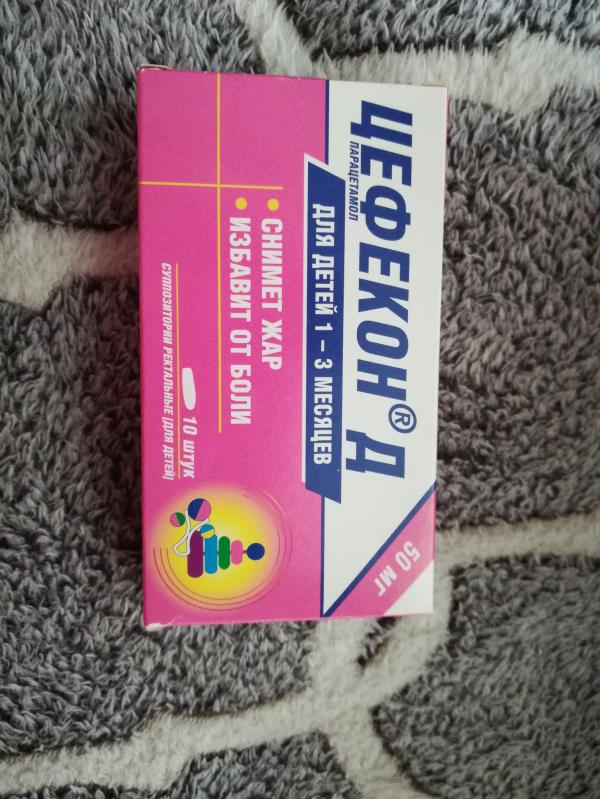 ЦЕФЕКОН® Д
ПАРАЦЕТАМОЛ
ДЛЯ ДЕТЕЙ 1 – 3 МЕСЯЦЕВ
50 МГ
• СНИМЕТ ЖАР
• ИЗБАВИТ ОТ БОЛИ
10 ШТУК
СУППОЗИТОРИИ РЕКТАЛЬНЫЕ [ДЛЯ ДЕТЕЙ]